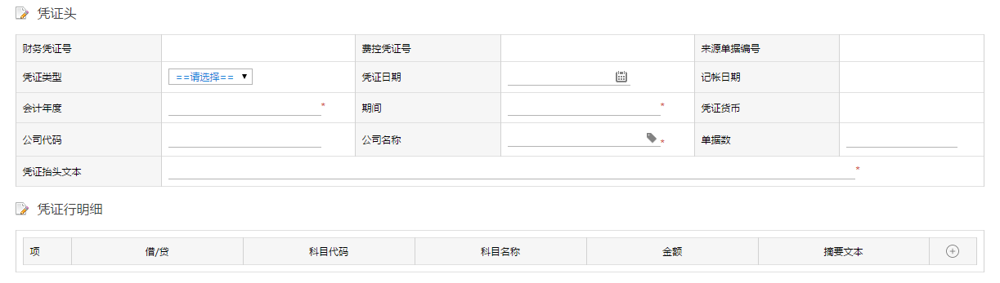 凭证头
财务凭证号 费控凭证号 来源单据编号
凭证类型 ==请选择== 凭证日期 记帐日期
会计年度 * 期间 * 凭证货币
公司代码 公司名称 * 单据数
凭证抬头文本 *
凭证行明细
项 借/贷 科目代码 科目名称 金额 摘要文本